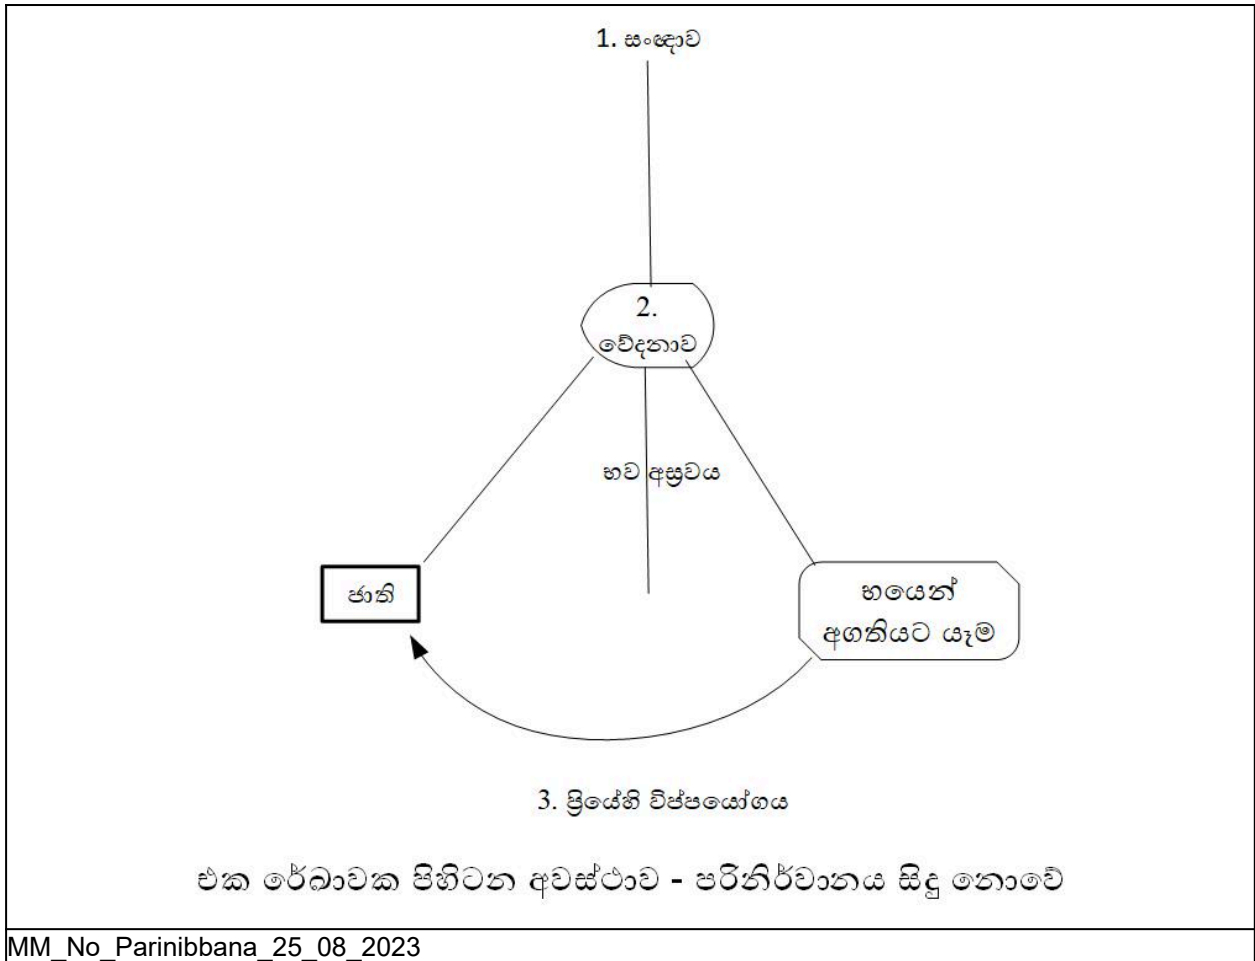 1. සංඥාව
2.
වේදනාව
භව අස්‍රවය
ජාති
භයෙන්
අගතියට යෑම
3. ප්‍රියේහි විප්පයෝගය
එක රේඛාවක පිහිටන අවස්ථාව - පරිනිර්වානය සිදු නොවේ
MM_No_Parinibbana_25_08_2023